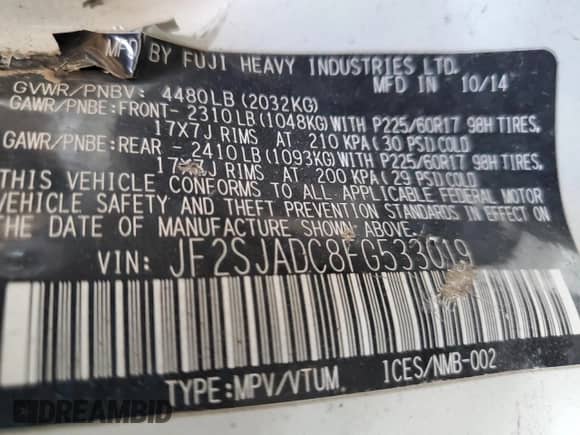 MFD BY FUJI HEAVY INDUSTRIES LTD.
MFD IN 10/14
GVWR/PNBV: 4480LB(2032KG)
GAWR/PNBE:FRONT- 2310LB(1048KG)WITH P225/60R17 98H TIRES,
17X7J RIMS AT 210 KPA(30 PSI)COLD
GAWR/PNBE:REAR - 2410LB(1093KG)WITH P225/60R17 98H TIRES,
17X7J RIMS AT 200 KPA(29 PSI)COLD
THIS VEHICLE CONFORMS TO ALL APPLICABLE FEDERAL MOTOR
VEHICLE SAFETY AND THEFT PREVENTION STANDARDS IN EFFECT ON
THE DATE OF MANUFACTURE SHOWN ABOVE.
VIN: JF2SJADC8FG533019
TYPE:MPV/VTUM. ICES/NMB-002
DREAMBID